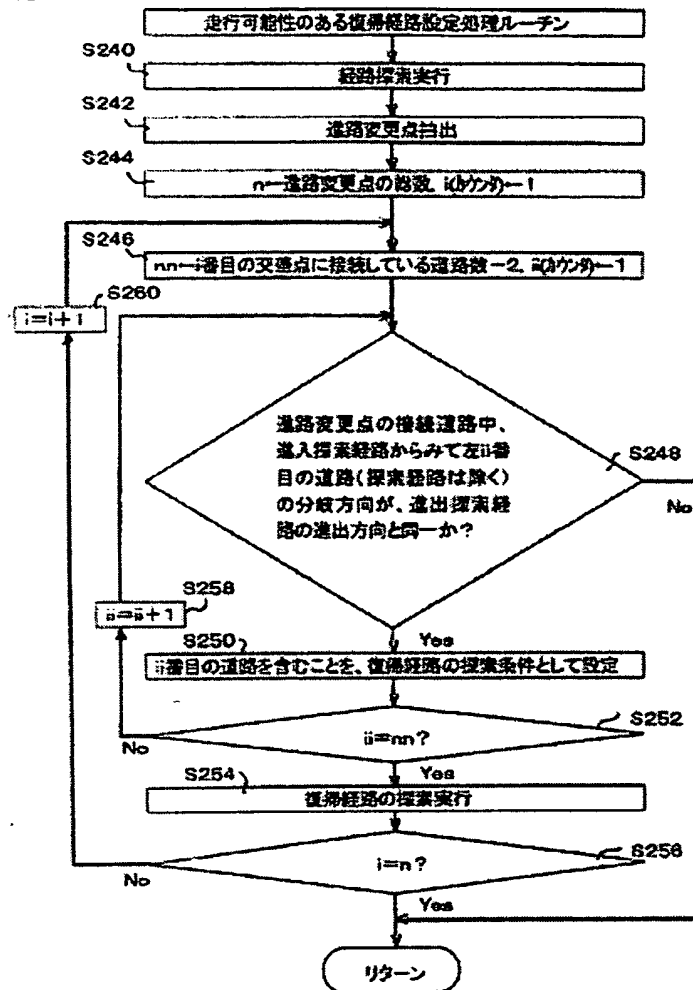 走行可能性のある復帰経路設定処理ルーチン
S240
経路探索実行
S242
進路変更点抽出
S244
n←進路変更点の総数、i(カウンタ)←1
S246
nn←i番目の交差点に接続している道路数−2、ii(カウンタ)←1
S260
i=i+1
進路変更点の接続道路中、
進入探索経路からみて左ii番
目の道路(探索経路は除く)
の分岐方向が、進出探索経
路の進出方向と同一か?
S248
No
S258
ii=ii+1
Yes
S250
ii番目の道路を含むことを、復帰経路の探索条件として設定
S252
ii=nn?
No
Yes
S254
復帰経路の探索実行
S256
i=n?
No
Yes
リターン